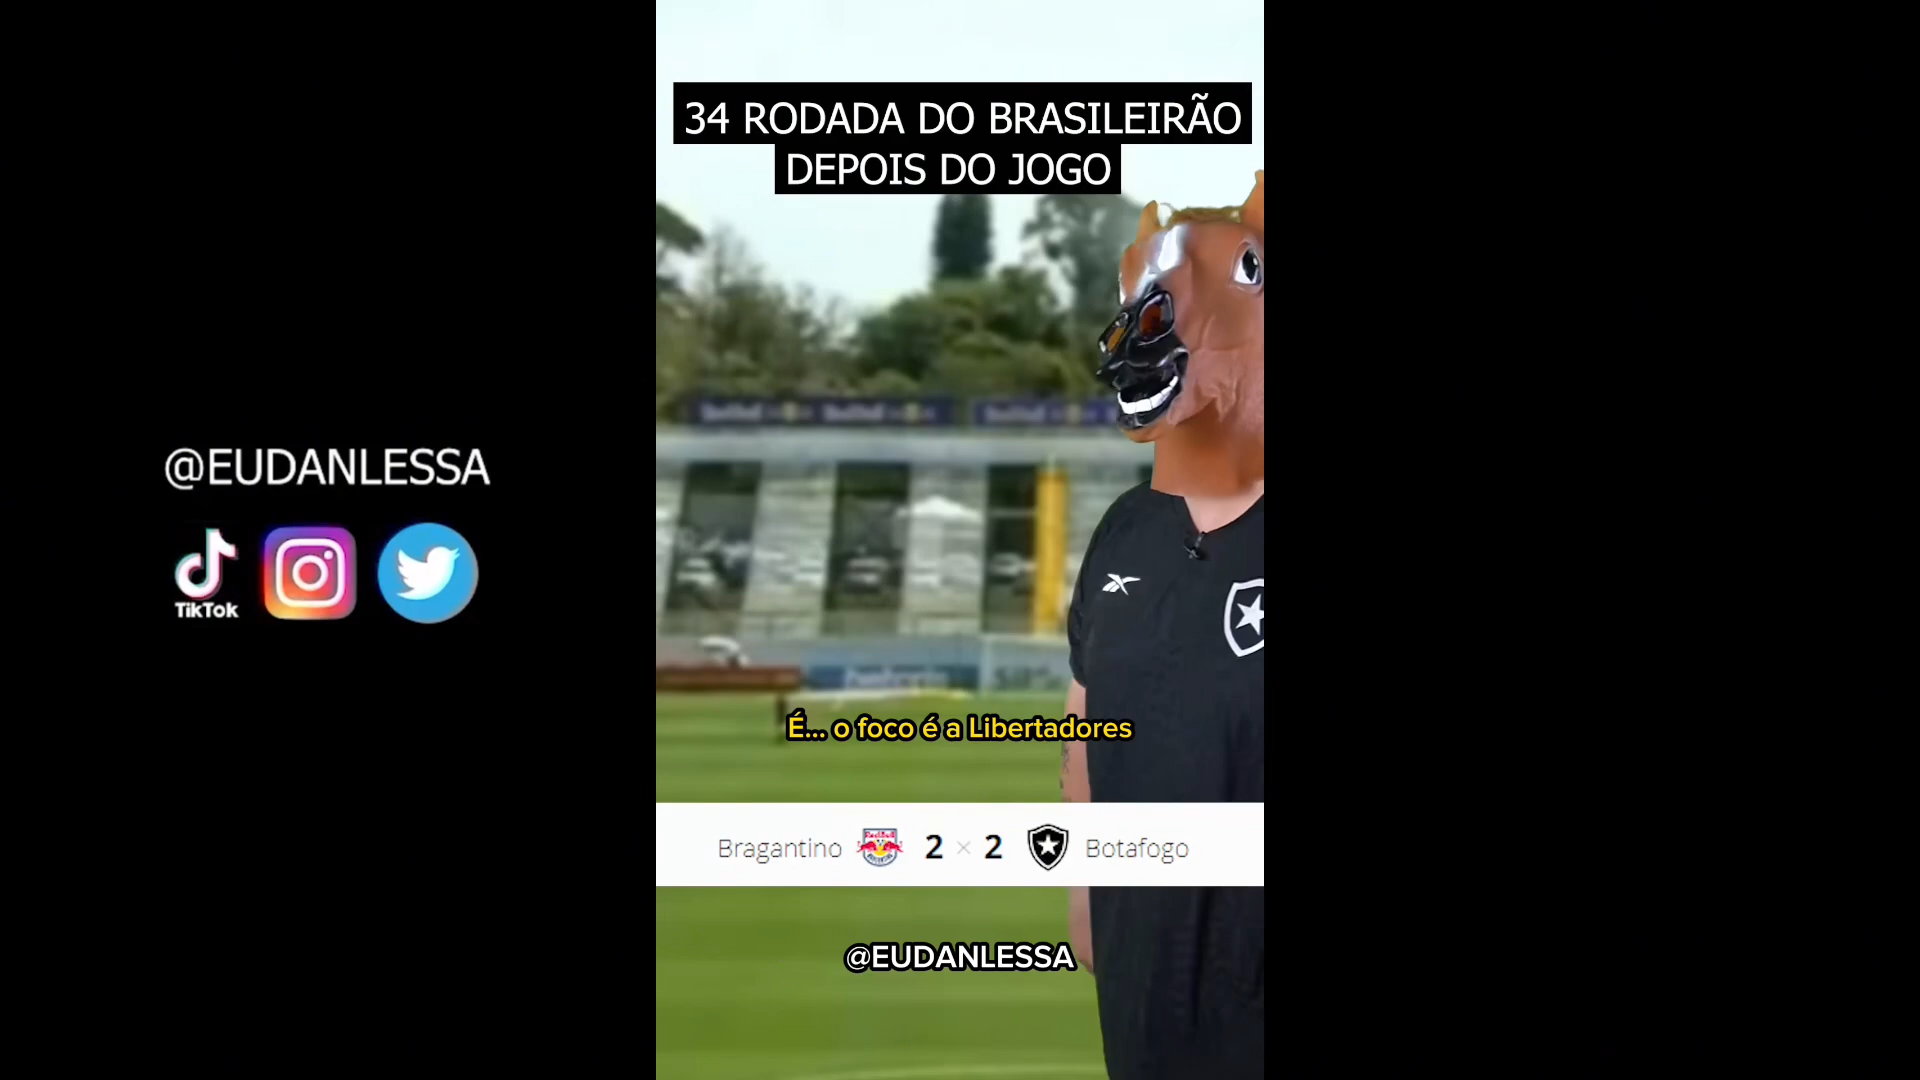 34 RODADA DO BRASILEIRÃO
DEPOIS DO JOGO
@EUDANLESSA
TikTok
É... o foco é a Libertadores
Bragantino 2 × 2 Botafogo
@EUDANLESSA